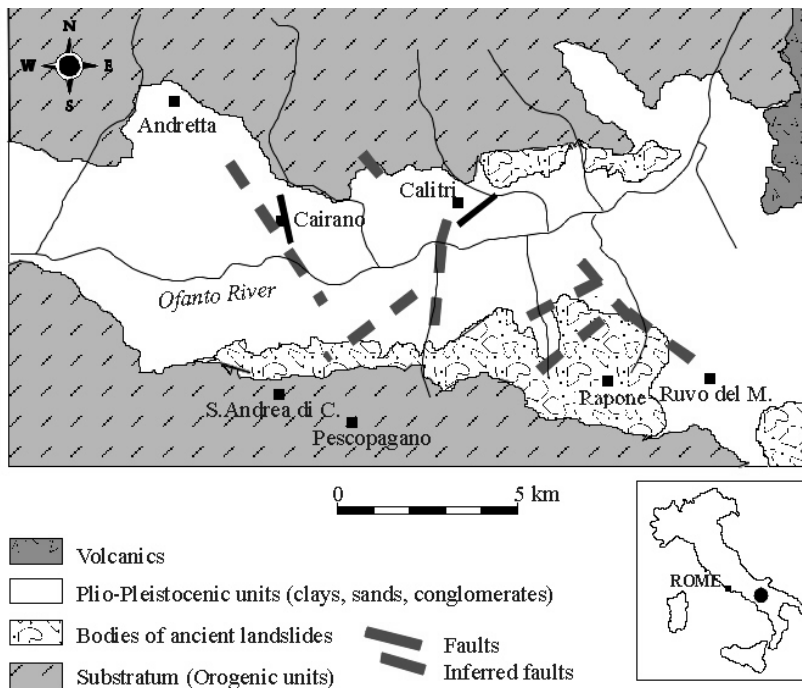 N
W E
S
Andretta
Calitri
Cairano
Ofanto River
S.Andrea di C.
Pescopagano
Rapone
Ruvo del M.
0 5 km
Volcanics
Plio-Pleistocenic units (clays, sands, conglomerates)
Bodies of ancient landslides
Substratum (Orogenic units)
Faults
Inferred faults
ROME